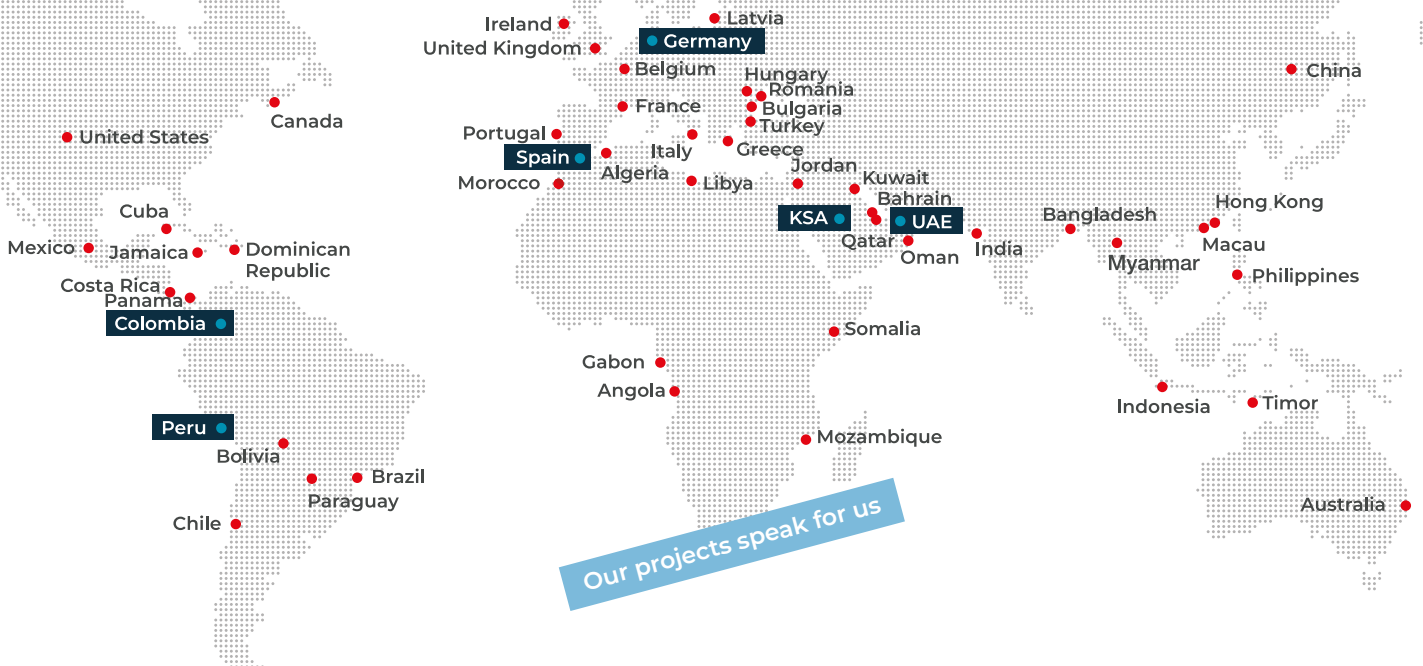 Ireland
Latvia
United Kingdom
Germany
Belgium
Hungary
China
Romania
France
Bulgaria
Canada
Turkey
United States
Portugal
Italy
Greece
Spain
Algeria
Jordan
Morocco
Libya
Kuwait
Bahrain
Cuba
KSA
UAE
Bangladesh
Hong Kong
Mexico
Jamaica
Dominican
Republic
Qatar
Oman
India
Macau
Myanmar
Philippines
Costa Rica
Panama
Colombia
Somalia
Gabon
Angola
Indonesia
Timor
Peru
Bolivia
Mozambique
Brazil
Paraguay
Chile
Australia
Our projects speak for us